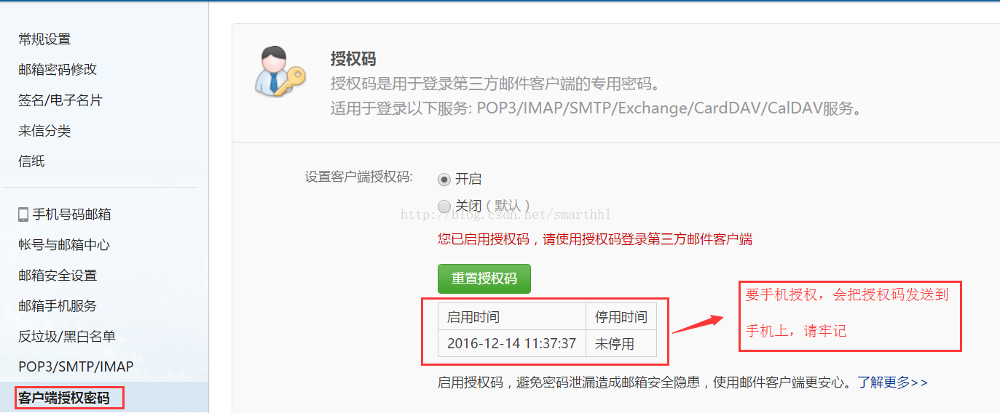 常规设置
邮箱密码修改
签名/电子名片
来信分类
信纸
手机号码邮箱
帐号与邮箱中心
邮箱安全设置
邮箱手机服务
反垃圾/黑白名单
POP3/SMTP/IMAP
客户端授权密码
授权码
授权码是用于登录第三方邮件客户端的专用密码。
适用于登录以下服务: POP3/IMAP/SMTP/Exchange/CardDAV/CalDAV服务。
设置客户端授权码: 开启
关闭（默认）
http://blog.csdn.net/smarthhl
您已启用授权码，请使用授权码登录第三方邮件客户端
重置授权码
启用时间 停用时间
2016-12-14 11:37:37 未停用
要手机授权，会把授权码发送到
手机上，请牢记
启用授权码，避免密码泄漏造成邮箱安全隐患，使用邮件客户端更安心。了解更多>>